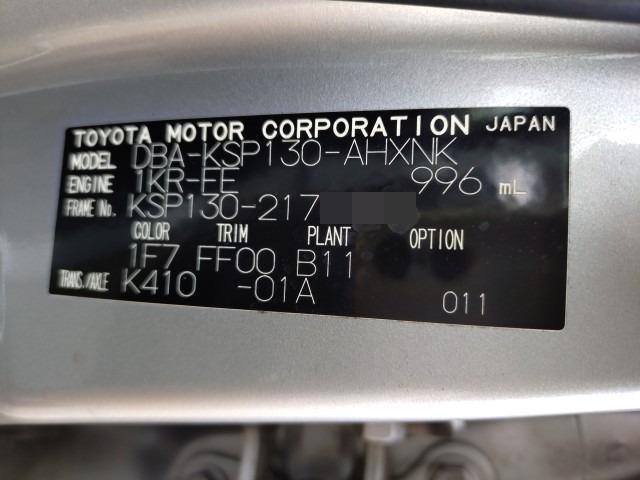 TOYOTA MOTOR CORPORATION JAPAN
MODEL DBA-KSP130-AHXNK
ENGINE 1KR-FE 996 mL
FRAME No. KSP130-217
COLOR TRIM PLANT OPTION
1F7 FF00 B11
TRANS./AXLE K410 -01A 011